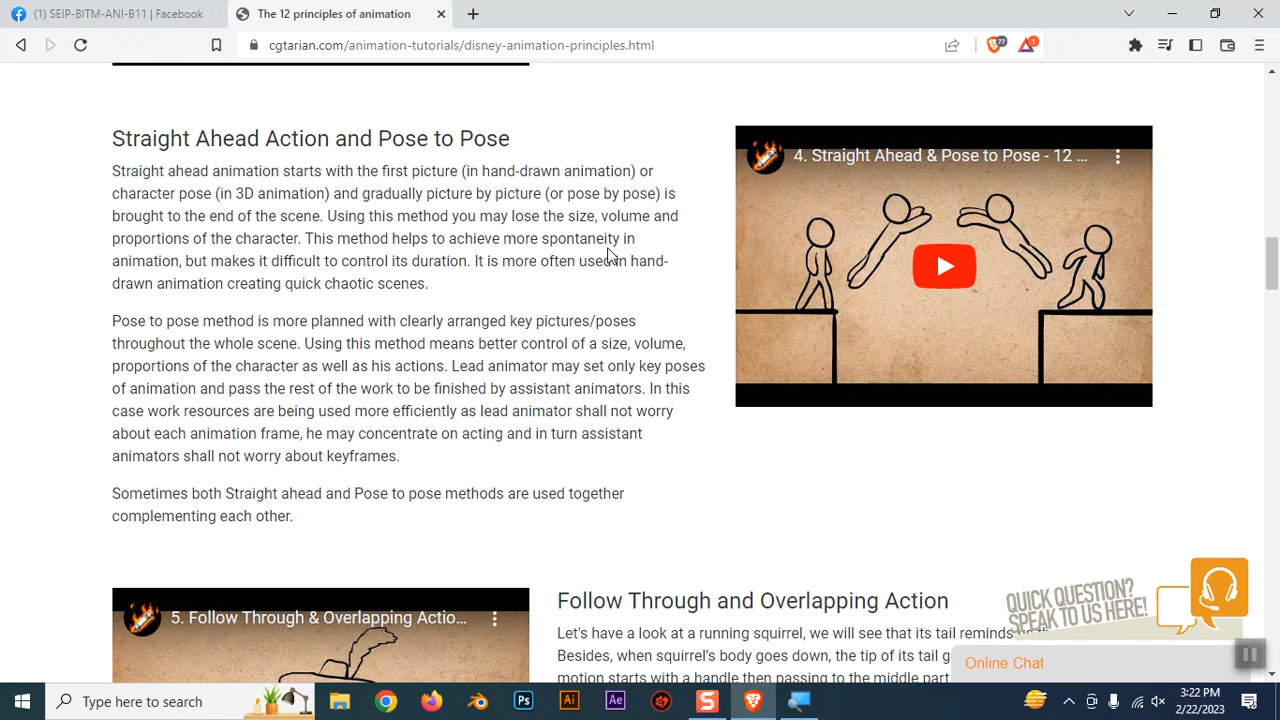 (1) SEIP-BITM-ANI-B11 | Facebook
The 12 principles of animation
cgtarian.com/animation-tutorials/disney-animation-principles.html
77
1
Straight Ahead Action and Pose to Pose
Straight ahead animation starts with the first picture (in hand-drawn animation) or
character pose (in 3D animation) and gradually picture by picture (or pose by pose) is
brought to the end of the scene. Using this method you may lose the size, volume and
proportions of the character. This method helps to achieve more spontaneity in
animation, but makes it difficult to control its duration. It is more often used in hand-
drawn animation creating quick chaotic scenes.
Pose to pose method is more planned with clearly arranged key pictures/poses
throughout the whole scene. Using this method means better control of a size, volume,
proportions of the character as well as his actions. Lead animator may set only key poses
of animation and pass the rest of the work to be finished by assistant animators. In this
case work resources are being used more efficiently as lead animator shall not worry
about each animation frame, he may concentrate on acting and in turn assistant
animators shall not worry about keyframes.
Sometimes both Straight ahead and Pose to pose methods are used together
complementing each other.
4. Straight Ahead & Pose to Pose - 12 ...
5. Follow Through & Overlapping Actio...
Follow Through and Overlapping Action
Let's have a look at a running squirrel, we will see that its tail reminds
Besides, when squirrel's body goes down, the tip of its tail
motion starts with a handle then passing to the middle part
QUICK QUESTION?
SPEAK TO US HERE!
Online Chat
Type here to search
Ps
Ai
Ae
S
3:22 PM
2/22/2023